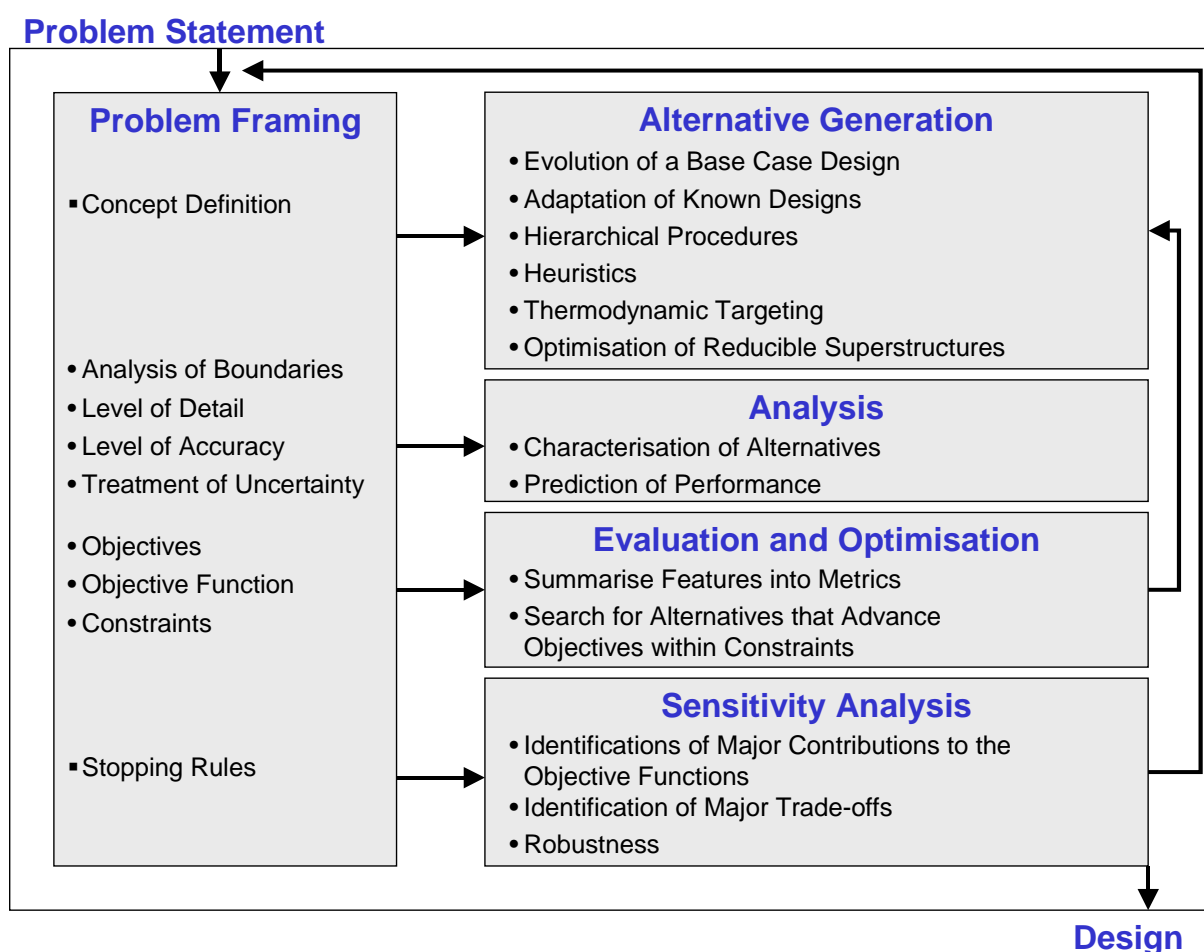 Problem Statement
Problem Framing
▪ Concept Definition
• Analysis of Boundaries
• Level of Detail
• Level of Accuracy
• Treatment of Uncertainty
• Objectives
• Objective Function
• Constraints
▪ Stopping Rules
Alternative Generation
• Evolution of a Base Case Design
• Adaptation of Known Designs
• Hierarchical Procedures
• Heuristics
• Thermodynamic Targeting
• Optimisation of Reducible Superstructures
Analysis
• Characterisation of Alternatives
• Prediction of Performance
Evaluation and Optimisation
• Summarise Features into Metrics
• Search for Alternatives that Advance
Objectives within Constraints
Sensitivity Analysis
• Identifications of Major Contributions to the
Objective Functions
• Identification of Major Trade-offs
• Robustness
Design